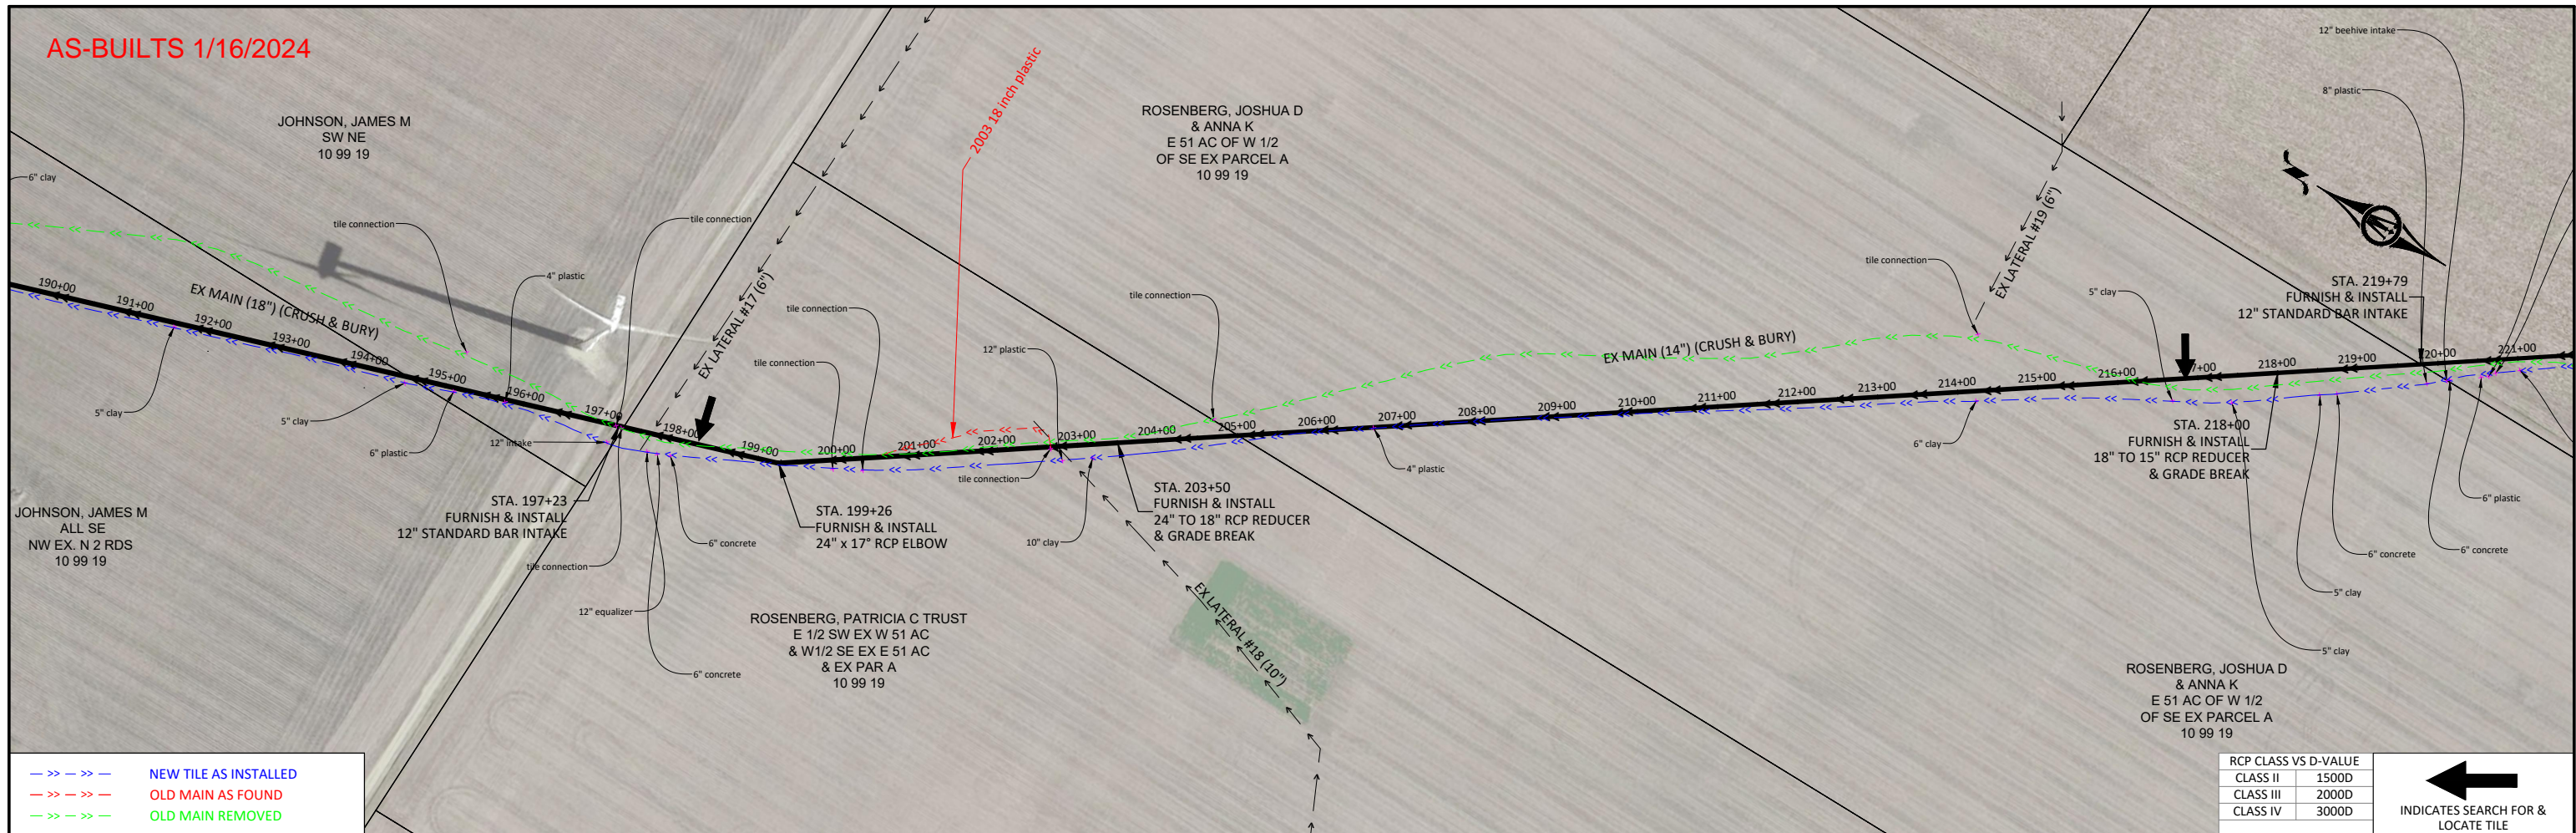 AS-BUILTS 1/16/2024
JOHNSON, JAMES M
SW NE
10 99 19
6" clay
tile connection
4" plastic
tile connection
EX LATERAL #17 (6")
2003 18 inch plastic
ROSENBERG, JOSHUA D
& ANNA K
E 51 AC OF W 1/2
OF SE EX PARCEL A
10 99 19
12" beehive intake
8" plastic
EX LATERAL #19 (6")
tile connection
5" clay
STA. 219+79
FURNISH & INSTALL
12" STANDARD BAR INTAKE
EX MAIN (18") (CRUSH & BURY)
EX MAIN (14") (CRUSH & BURY)
tile connection
tile connection
tile connection
12" plastic
190+00
191+00
192+00
193+00
194+00
195+00
196+00
197+00
198+00
199+00
200+00
201+00
202+00
203+00
204+00
205+00
206+00
207+00
208+00
209+00
210+00
211+00
212+00
213+00
214+00
215+00
216+00
17+00
218+00
219+00
20+00
221+00
5" clay
5" clay
6" plastic
12" intake
4" plastic
6" clay
tile connection
10" clay
STA. 197+23
FURNISH & INSTALL
12" STANDARD BAR INTAKE
tile connection
12" equalizer
6" concrete
6" concrete
STA. 199+26
FURNISH & INSTALL
24" x 17° RCP ELBOW
STA. 203+50
FURNISH & INSTALL
24" TO 18" RCP REDUCER
& GRADE BREAK
STA. 218+00
FURNISH & INSTALL
18" TO 15" RCP REDUCER
& GRADE BREAK
6" plastic
6" concrete
6" concrete
5" clay
5" clay
JOHNSON, JAMES M
ALL SE
NW EX. N 2 RDS
10 99 19
ROSENBERG, PATRICIA C TRUST
E 1/2 SW EX W 51 AC
& W1/2 SE EX E 51 AC
& EX PAR A
10 99 19
EX LATERAL #18 (10")
ROSENBERG, JOSHUA D
& ANNA K
E 51 AC OF W 1/2
OF SE EX PARCEL A
10 99 19
NEW TILE AS INSTALLED
OLD MAIN AS FOUND
OLD MAIN REMOVED
RCP CLASS VS D-VALUE
CLASS II 1500D
CLASS III 2000D
CLASS IV 3000D
INDICATES SEARCH FOR &
LOCATE TILE